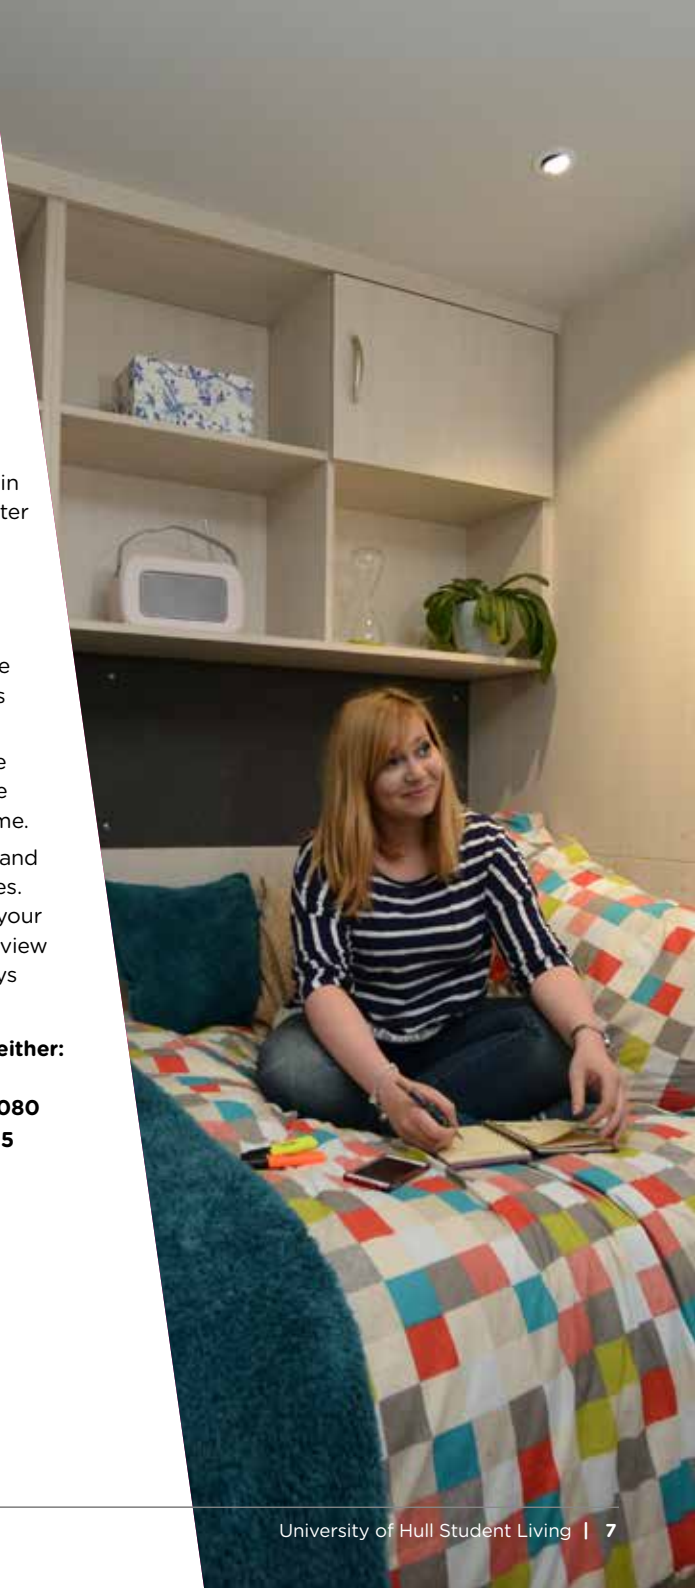 in
ter
e
s
e
e
me.
and
es.
your
view
ys
either:
080
5
University of Hull Student Living | 7